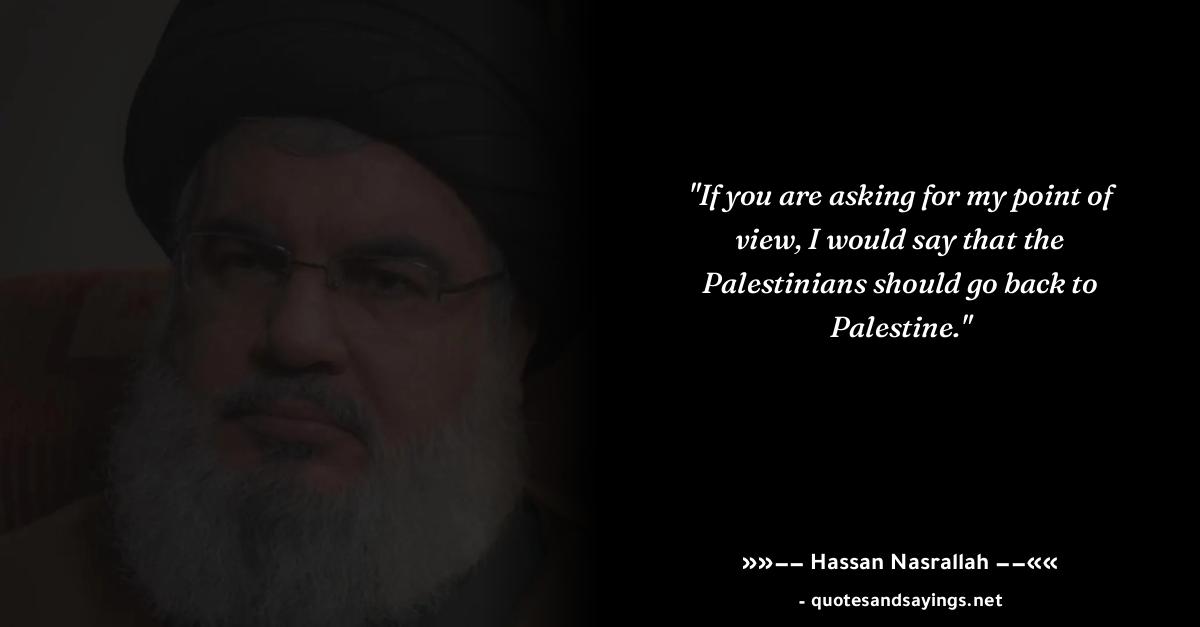 "If you are asking for my point of
view, I would say that the
Palestinians should go back to
Palestine."
»»–– Hassan Nasrallah ––««
- quotesandsayings.net